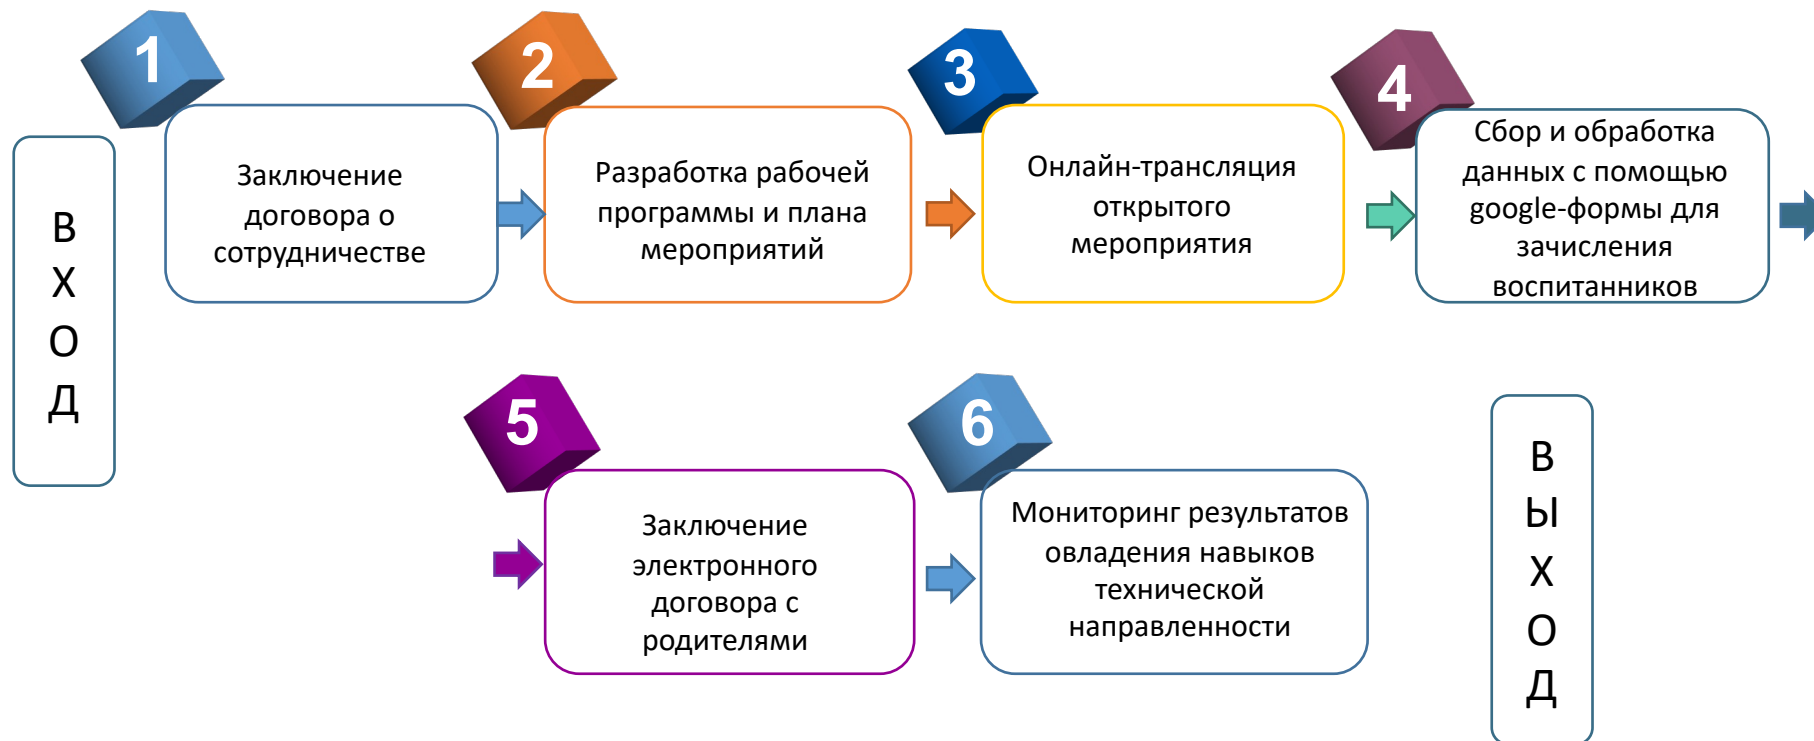 1
2
3
4
В
Х
О
Д
Заключение
договора о
сотрудничестве
Разработка рабочей
программы и плана
мероприятий
Онлайн-трансляция
открытого
мероприятия
Сбор и обработка
данных с помощью
google-формы для
зачисления
воспитанников
5
6
Заключение
электронного
договора с
родителями
Мониторинг результатов
овладения навыков
технической
направленности
В
Ы
Х
О
Д